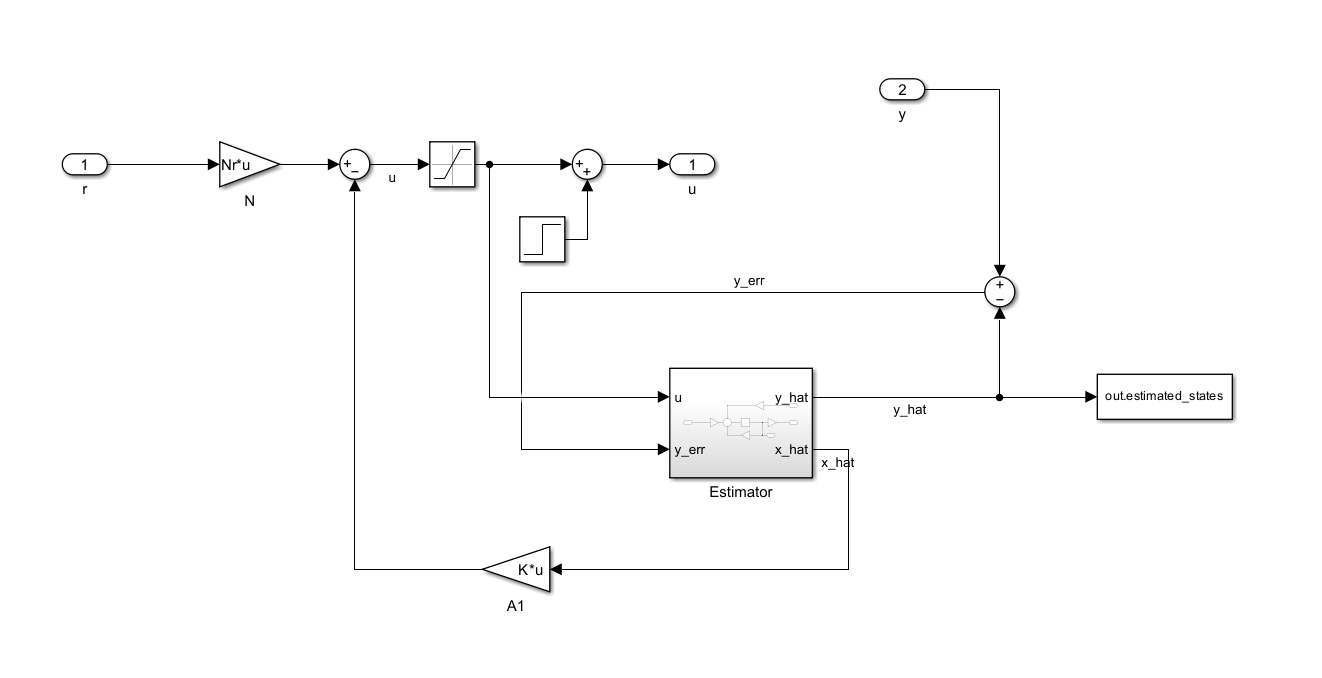 2
y
1
r
Nr*u
N
+
−
u
+
+
1
u
y_err
+
−
u
y_err
y_hat
x_hat
Estimator
y_hat
x_hat
out.estimated_states
K*u
A1